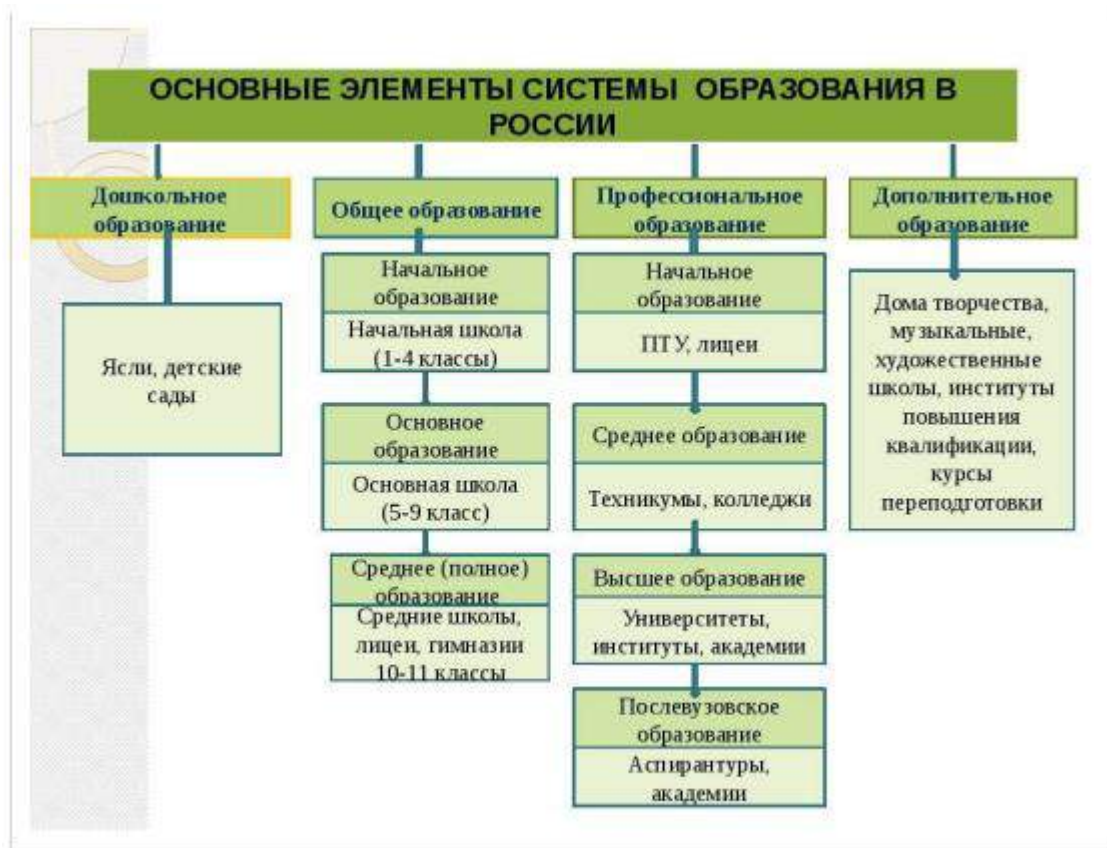 ОСНОВНЫЕ ЭЛЕМЕНТЫ СИСТЕМЫ ОБРАЗОВАНИЯ В
РОССИИ
Дошкольное
образование
Ясли, детские
сады
Общее образование
Начальное
образование
Начальная школа
(1-4 классы)
Основное
образование
Основная школа
(5-9 класс)
Среднее (полное)
образование
Средние школы,
лицеи, гимназии
10-11 классы
Профессиональное
образование
Начальное
образование
ПТУ, лицеи
Среднее образование
Техникумы, колледжи
Высшее образование
Университеты,
институты, академии
Послевузовское
образование
Аспирантуры,
академии
Дополнительное
образование
Дома творчества,
музыкальные,
художественные
школы, институты
повышения
квалификации,
курсы
переподготовки